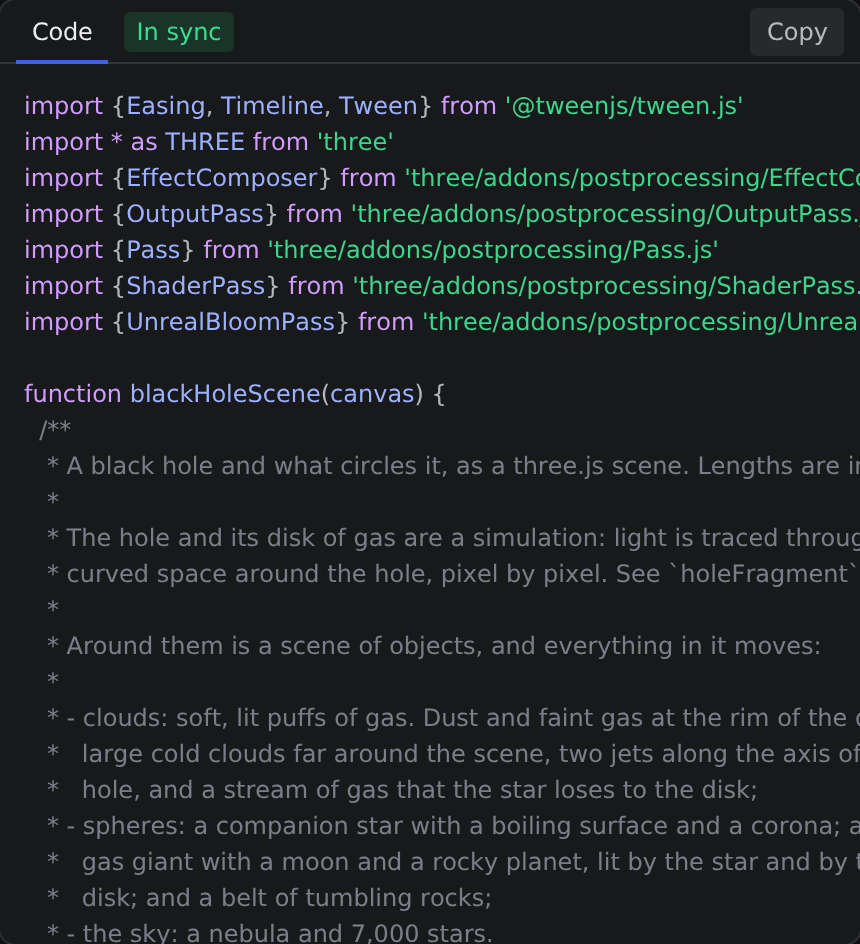 Code In sync Copy
import {Easing, Timeline, Tween} from '@tweenjs/tween.js'
import * as THREE from 'three'
import {EffectComposer} from 'three/addons/postprocessing/EffectCo
import {OutputPass} from 'three/addons/postprocessing/OutputPass.
import {Pass} from 'three/addons/postprocessing/Pass.js'
import {ShaderPass} from 'three/addons/postprocessing/ShaderPass.
import {UnrealBloomPass} from 'three/addons/postprocessing/Unrea
function blackHoleScene(canvas) {
/**
* A black hole and what circles it, as a three.js scene. Lengths are in
*
* The hole and its disk of gas are a simulation: light is traced throug
* curved space around the hole, pixel by pixel. See `holeFragment`
*
* Around them is a scene of objects, and everything in it moves:
*
* - clouds: soft, lit puffs of gas. Dust and faint gas at the rim of the
*   large cold clouds far around the scene, two jets along the axis of
*   hole, and a stream of gas that the star loses to the disk;
* - spheres: a companion star with a boiling surface and a corona; a
*   gas giant with a moon and a rocky planet, lit by the star and by
*   disk; and a belt of tumbling rocks;
* - the sky: a nebula and 7,000 stars.